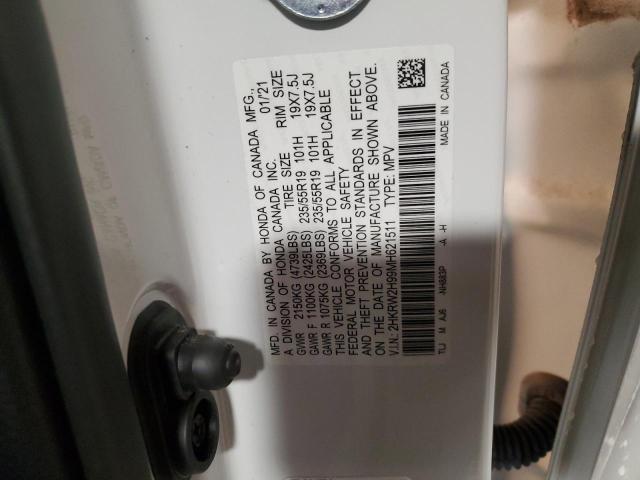 MFD. IN CANADA BY HONDA OF CANADA MFG.,
A DIVISION OF HONDA CANADA INC. 01/21
TIRE SIZE RIM SIZE
GVWR 2150KG (4739LBS)
GAWR F 1100KG (2425LBS) 235/55R19 101H 19X7.5J
GAWR R 1075KG (2369LBS) 235/55R19 101H 19X7.5J
THIS VEHICLE CONFORMS TO ALL APPLICABLE
FEDERAL MOTOR VEHICLE SAFETY
AND THEFT PREVENTION STANDARDS IN EFFECT
ON THE DATE OF MANUFACTURE SHOWN ABOVE.
V.I.N.: 2HKRW2H99MH621511 TYPE: MPV
TLJ M AJ6 -NH883P -A -H MADE IN CANADA